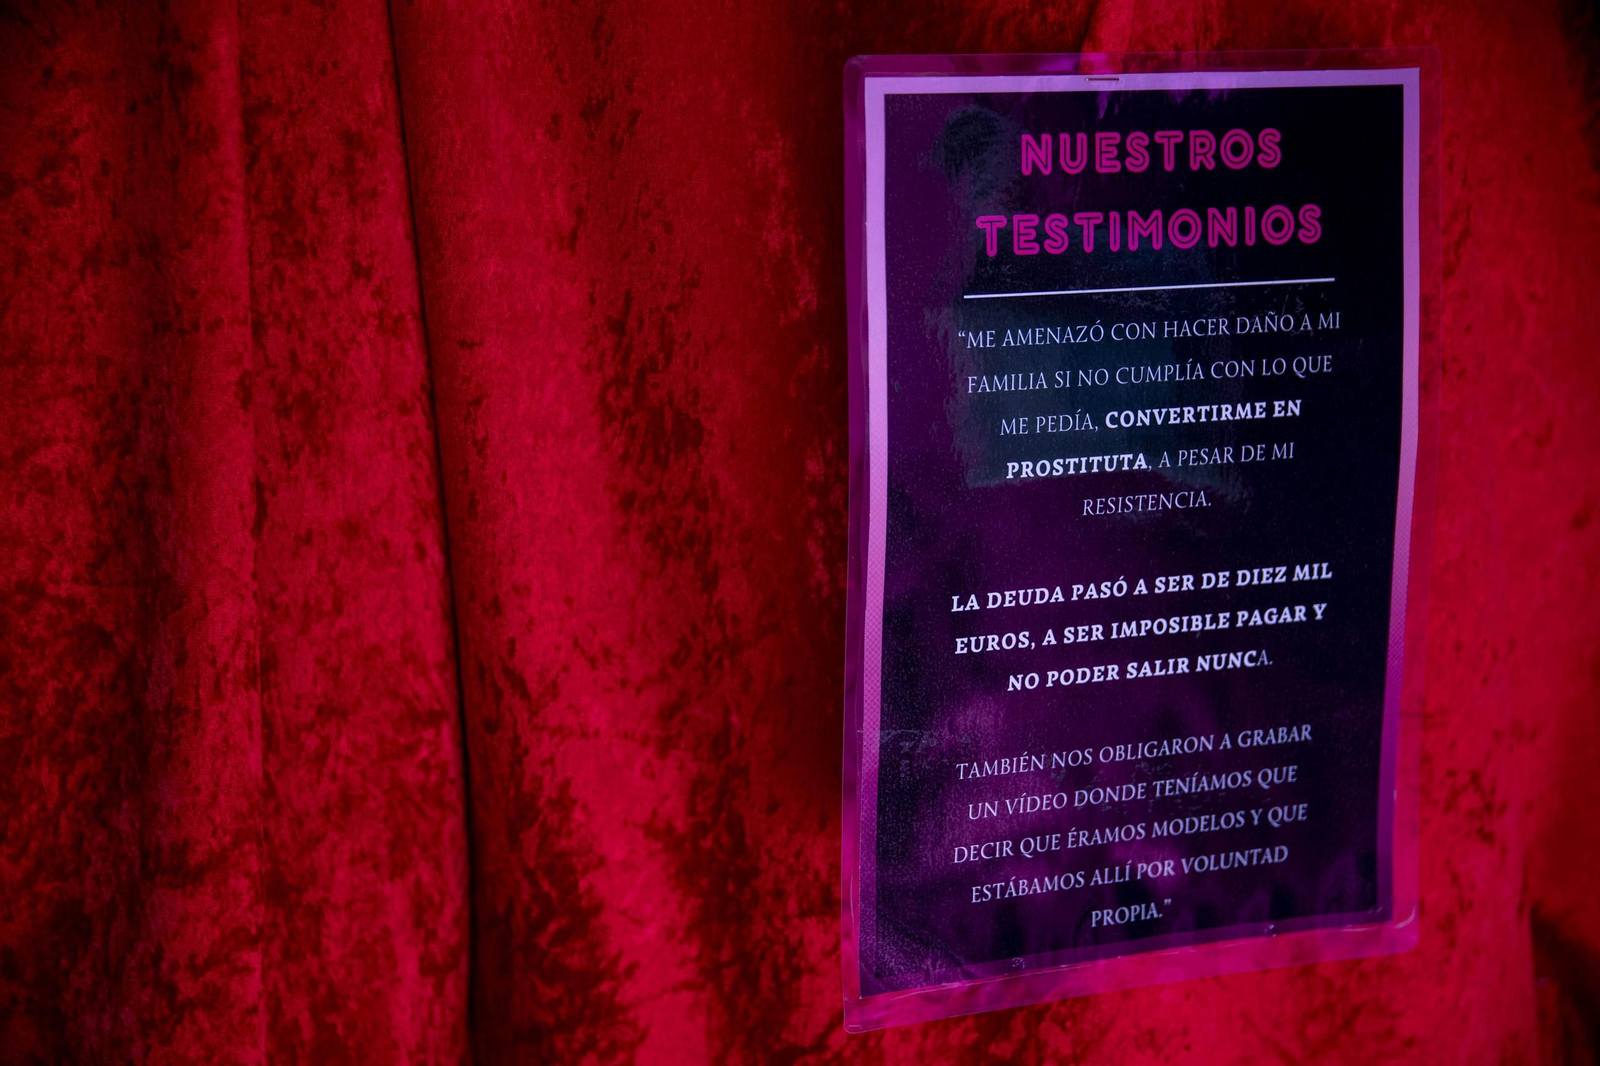 NUESTROS
TESTIMONIOS
“ME AMENAZÓ CON HACER DAÑO A MI
FAMILIA SI NO CUMPLÍA CON LO QUE
ME PEDÍA, CONVERTIRME EN
PROSTITUTA, A PESAR DE MI
RESISTENCIA.
LA DEUDA PASÓ A SER DE DIEZ MIL
EUROS, A SER IMPOSIBLE PAGAR Y
NO PODER SALIR NUNCA.
TAMBIÉN NOS OBLIGARON A GRABAR
UN VÍDEO DONDE TENÍAMOS QUE
DECIR QUE ÉRAMOS MODELOS Y QUE
ESTÁBAMOS ALLÍ POR VOLUNTAD
PROPIA.”